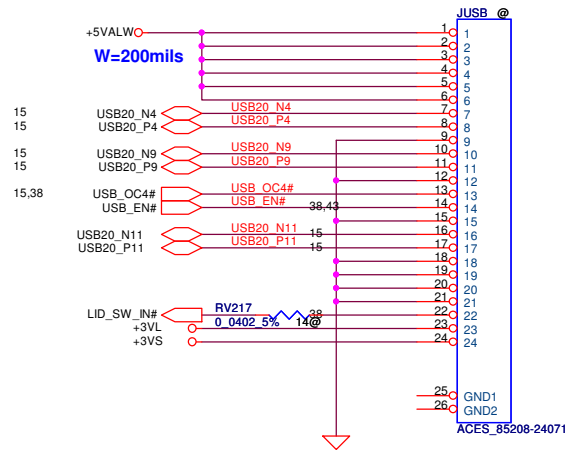 JUSB @
+5VALW 1 1
W=200mils 2 2
3 3
4 4
5 5
6 6
15 USB20_N4 USB20_N4 7 7
15 USB20_P4 USB20_P4 8 8
9 9
15 USB20_N9 USB20_N9 10 10
15 USB20_P9 USB20_P9 11 11
12 12
15,38 USB_OC4# USB_OC4# 13 13
USB_EN# USB_EN# 38,43 14 14
15 15
USB20_N11 USB20_N11 15 16 16
USB20_P11 USB20_P11 15 17 17
18 18
19 19
20 20
21 21
LID_SW_IN# RV217 38 22 22
+3VL 0_0402_5% 14@ 23 23
+3VS 24 24
25 GND1
26 GND2
ACES_85208-24071